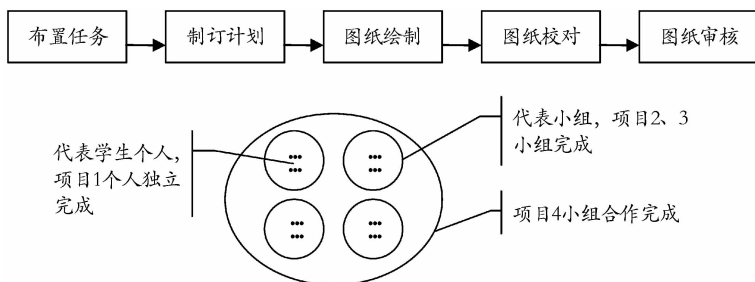 布置任务
制订计划
图纸绘制
图纸校对
图纸审核
代表学生个人，
项目1个人独立
完成
代表小组，项目2、3
小组完成
项目4小组合作完成